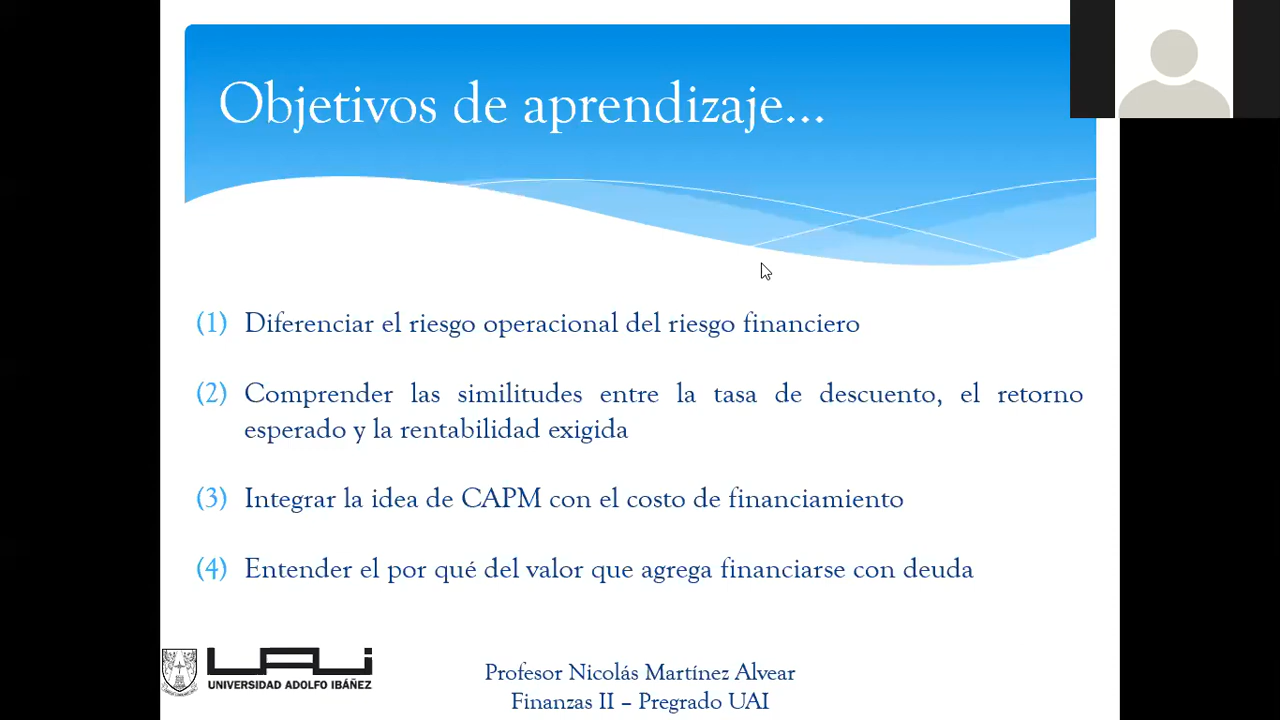 Objetivos de aprendizaje...
(1) Diferenciar el riesgo operacional del riesgo financiero
(2) Comprender las similitudes entre la tasa de descuento, el retorno
esperado y la rentabilidad exigida
(3) Integrar la idea de CAPM con el costo de financiamiento
(4) Entender el por qué del valor que agrega financiarse con deuda
UAI
UNIVERSIDAD ADOLFO IBÁÑEZ
Profesor Nicolás Martínez Alvear
Finanzas II – Pregrado UAI